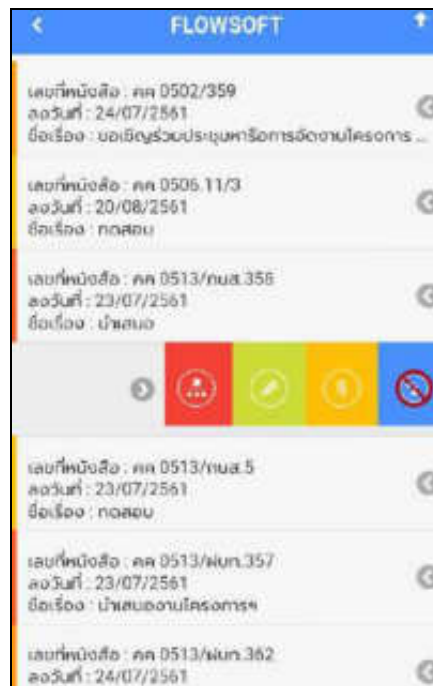 FLOWSOFT
เลขที่หนังสือ : คค 0502/359
ลงวันที่ : 24/07/2561
ชื่อเรื่อง : ขอเชิญร่วมประชุมหารือการจัดงานโครงการ ...
เลขที่หนังสือ : คค 0506.11/3
ลงวันที่ : 20/08/2561
ชื่อเรื่อง : ทดสอบ
เลขที่หนังสือ : คค 0513/กมส.358
ลงวันที่ : 23/07/2561
ชื่อเรื่อง : นำเสนอ
เลขที่หนังสือ : คค 0513/กมส.5
ลงวันที่ : 23/07/2561
ชื่อเรื่อง : ทดสอบ
เลขที่หนังสือ : คค 0513/ฝบท.357
ลงวันที่ : 23/07/2561
ชื่อเรื่อง : นำเสนองานโครงการฯ
เลขที่หนังสือ : คค 0513/ฝบท.362
ลงวันที่ : 24/07/2561